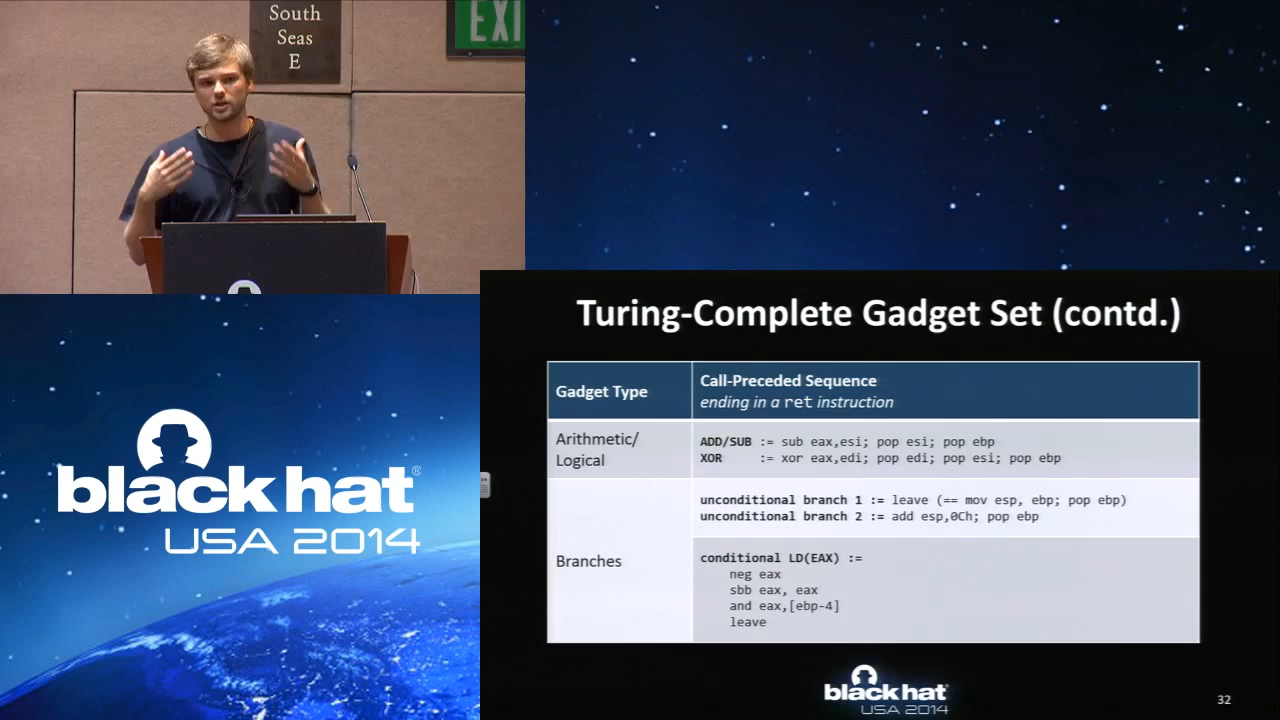 South
Seas
E
EXI
black hat®
USA 2014
Turing-Complete Gadget Set (contd.)
Gadget Type
Call-Preceded Sequence
ending in a ret instruction
Arithmetic/
Logical
ADD/SUB := sub eax,esi; pop esi; pop ebp
XOR := xor eax,edi; pop edi; pop esi; pop ebp
Branches
unconditional branch 1 := leave (== mov esp, ebp; pop ebp)
unconditional branch 2 := add esp,0Ch; pop ebp
conditional LD(EAX) :=
neg eax
sbb eax, eax
and eax,[ebp-4]
leave
black hat
USA 2014
32